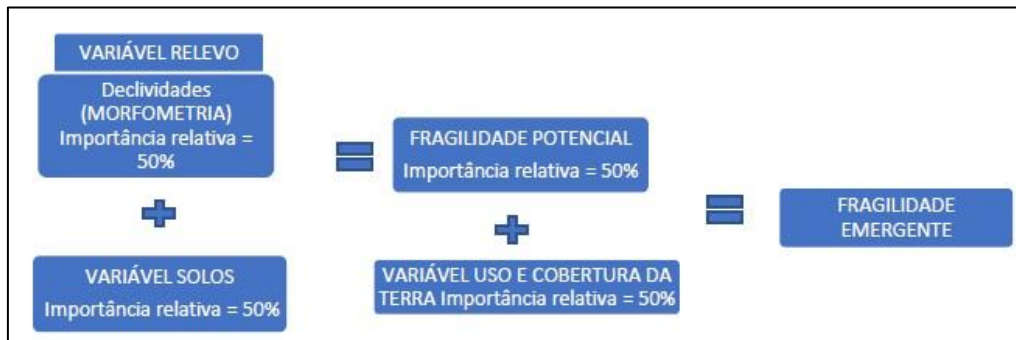 VARIÁVEL RELEVO
Declividades
(MORFOMETRIA)
Importância relativa =
50%
VARIÁVEL SOLOS
Importância relativa = 50%
FRAGILIDADE POTENCIAL
Importância relativa = 50%
VARIÁVEL USO E COBERTURA DA
TERRA Importância relativa = 50%
FRAGILIDADE
EMERGENTE